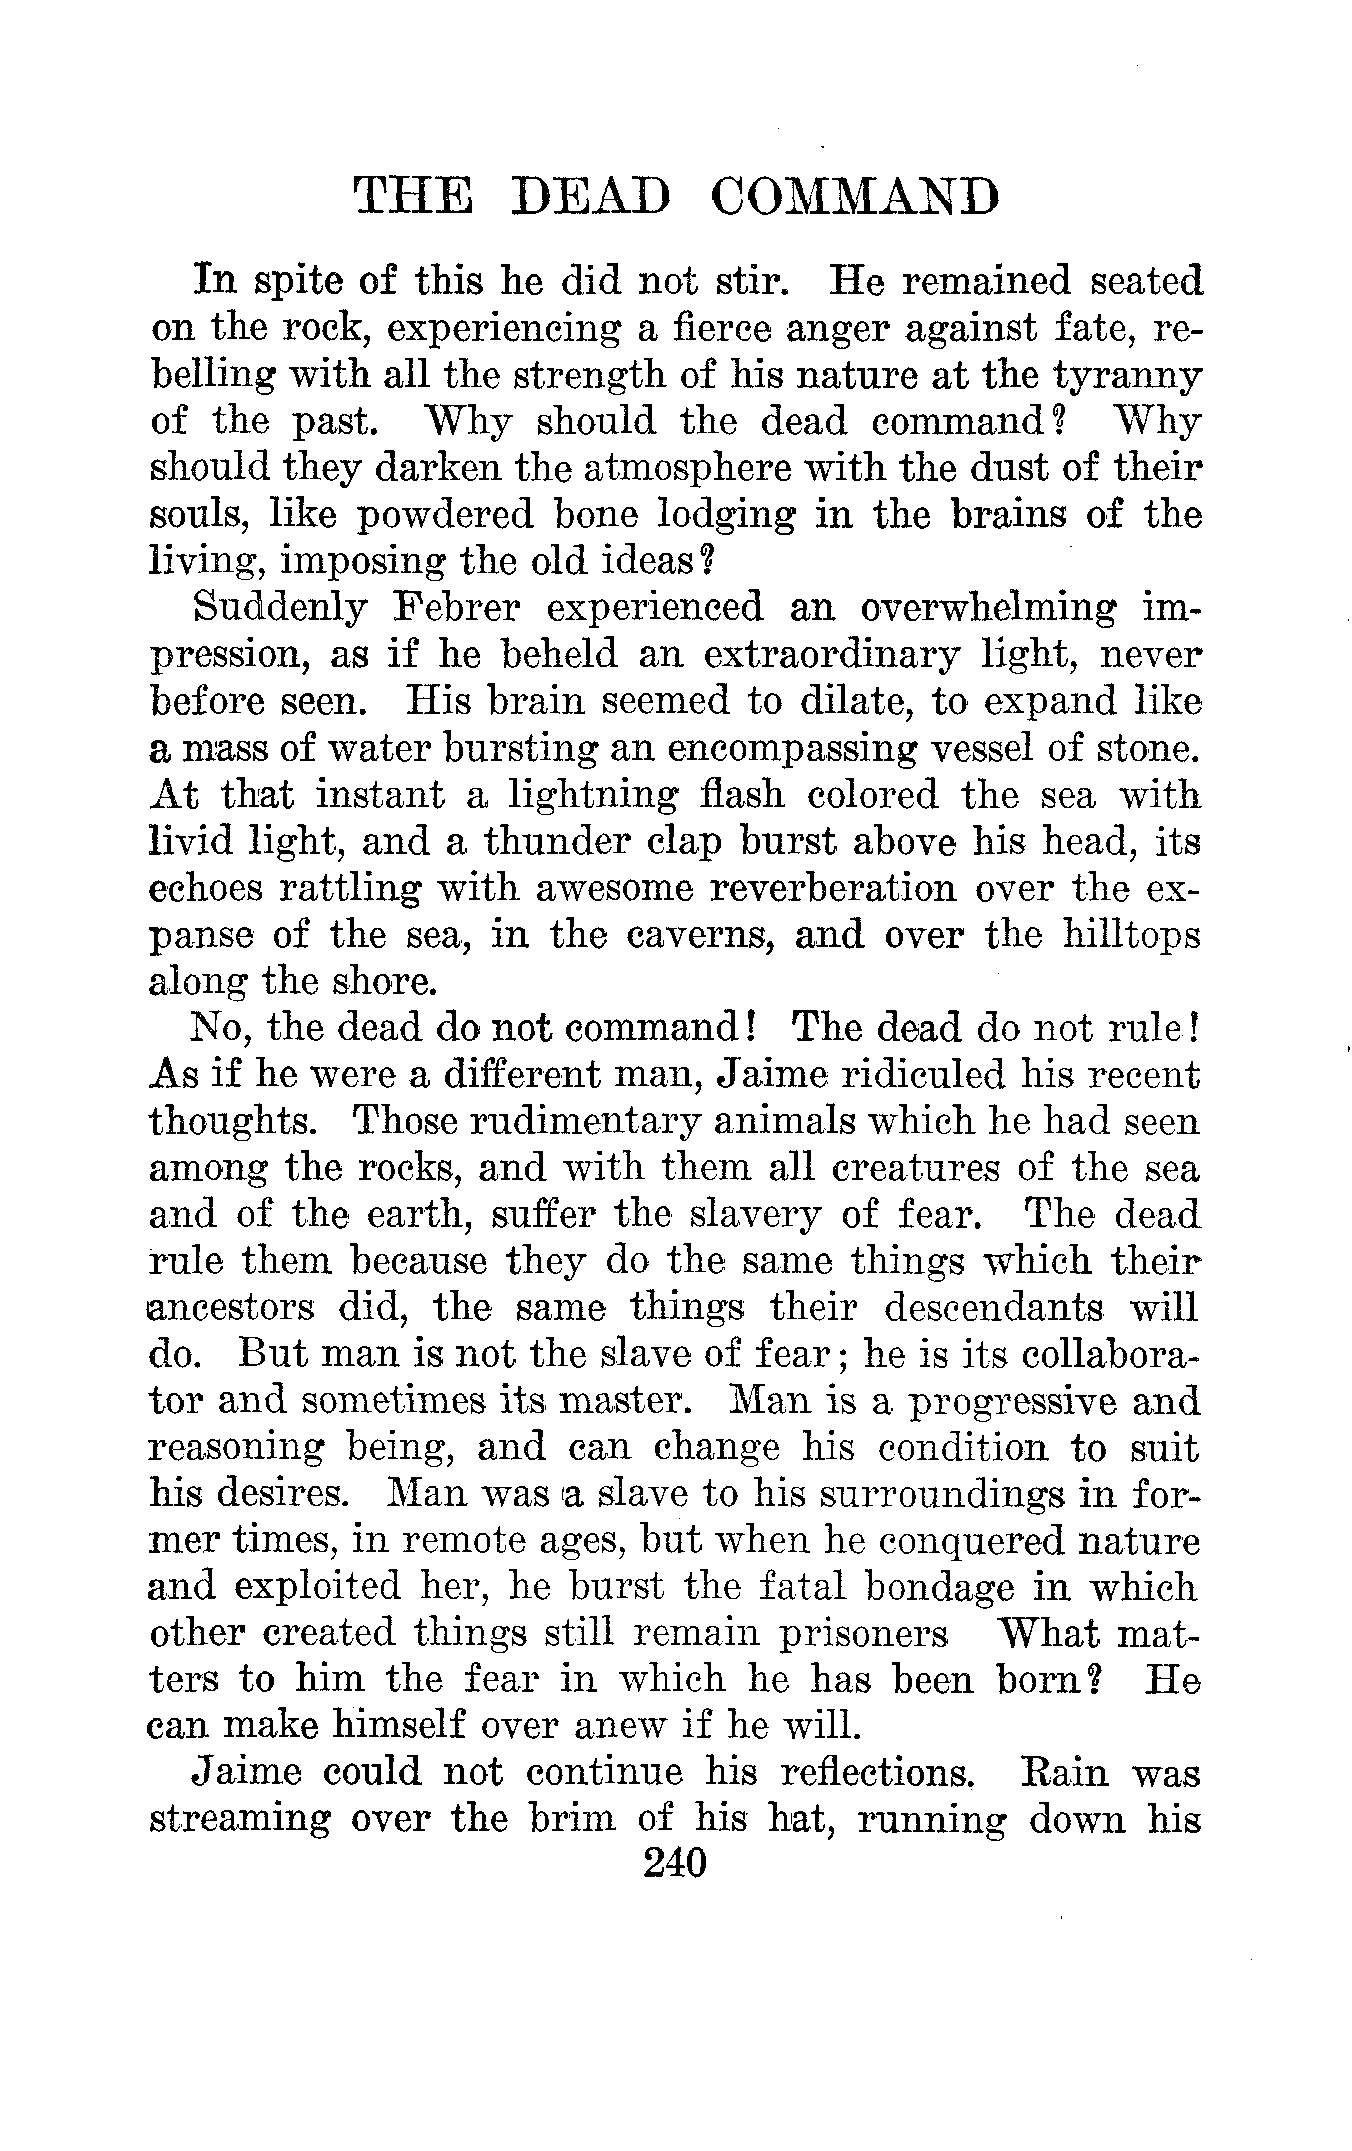 THE DEAD COMMAND
In spite of this he did not stir. He remained seated
on the rock, experiencing a fierce anger against fate, re-
belling with all the strength of his nature at the tyranny
of the past. Why should the dead command? Why
should they darken the atmosphere with the dust of their
souls, like powdered bone lodging in the brains of the
living, imposing the old ideas?
Suddenly Febrer experienced an overwhelming im-
pression, as if he beheld an extraordinary light, never
before seen. His brain seemed to dilate, to expand like
a mass of water bursting an encompassing vessel of stone.
At that instant a lightning flash colored the sea with
livid light, and a thunder clap burst above his head, its
echoes rattling with awesome reverberation over the ex-
panse of the sea, in the caverns, and over the hilltops
along the shore.
No, the dead do not command! The dead do not rule!
As if he were a different man, Jaime ridiculed his recent
thoughts. Those rudimentary animals which he had seen
among the rocks, and with them all creatures of the sea
and of the earth, suffer the slavery of fear. The dead
rule them because they do the same things which their
ancestors did, the same things their descendants will
do. But man is not the slave of fear; he is its collabora-
tor and sometimes its master. Man is a progressive and
reasoning being, and can change his condition to suit
his desires. Man was a slave to his surroundings in for-
mer times, in remote ages, but when he conquered nature
and exploited her, he burst the fatal bondage in which
other created things still remain prisoners What mat-
ters to him the fear in which he has been born? He
can make himself over anew if he will.
Jaime could not continue his reflections. Rain was
streaming over the brim of his hat, running down his
240